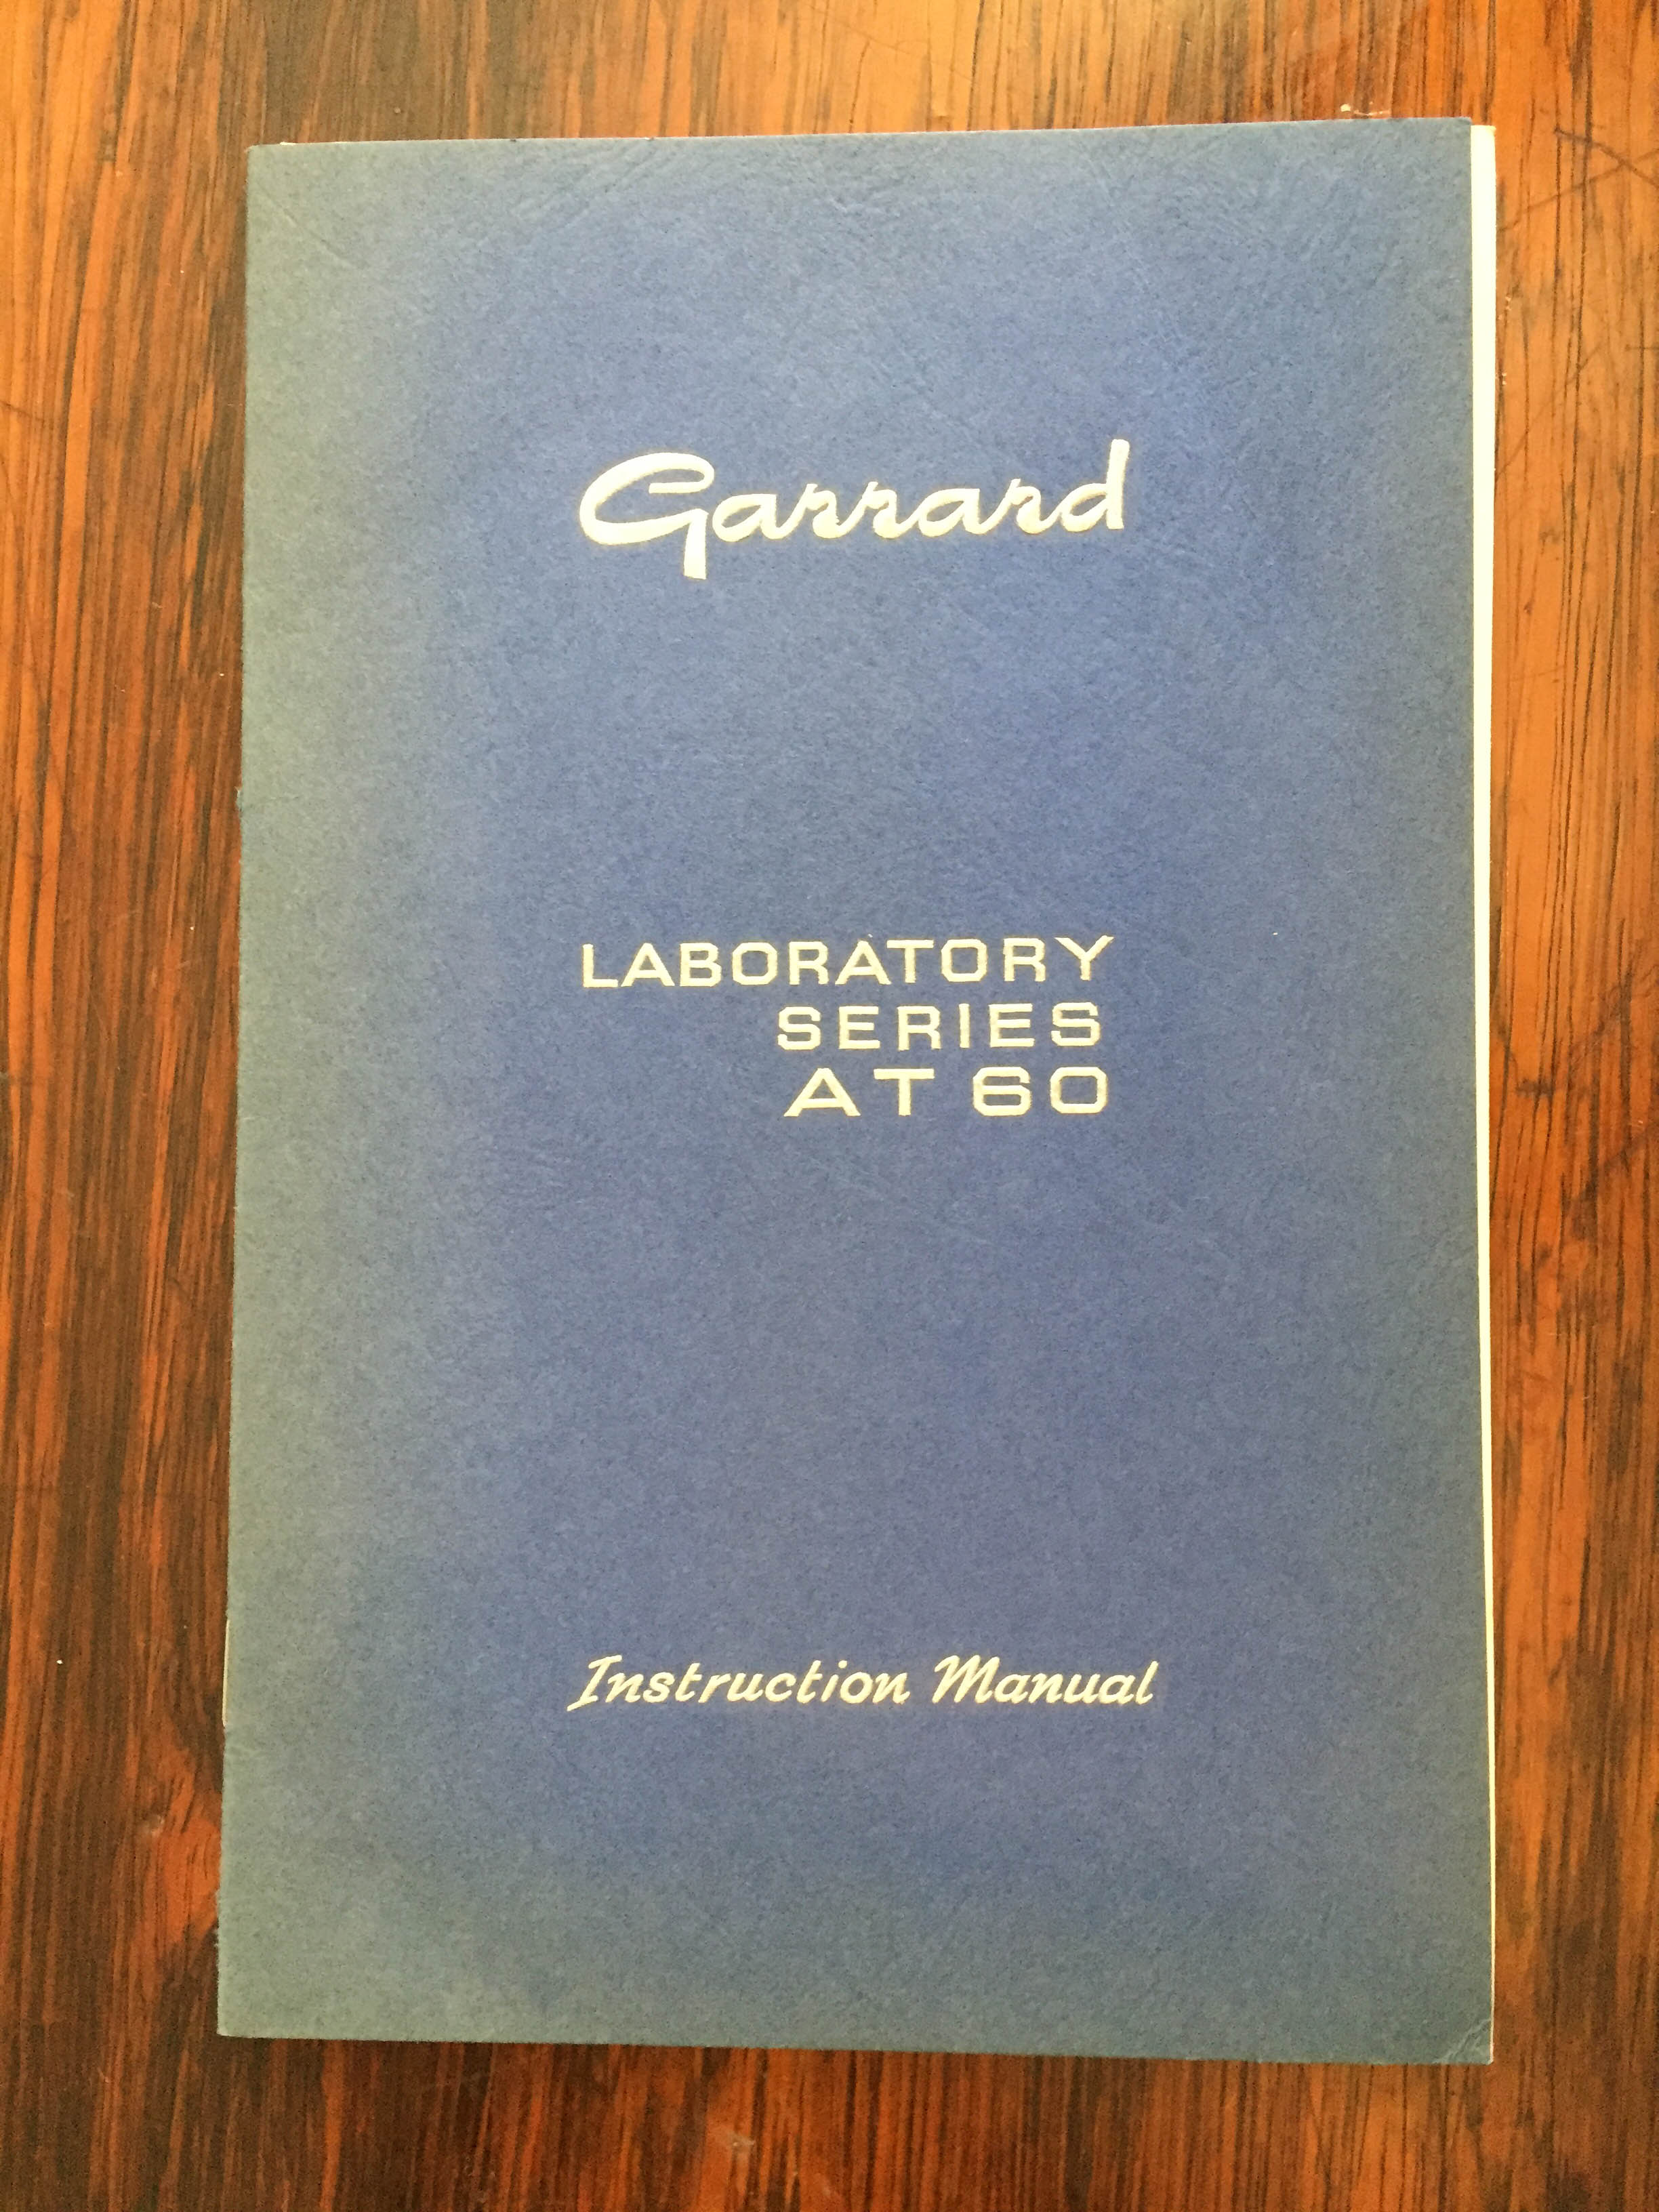 Garrard
LABORATORY
SERIES
AT 60
Instruction Manual